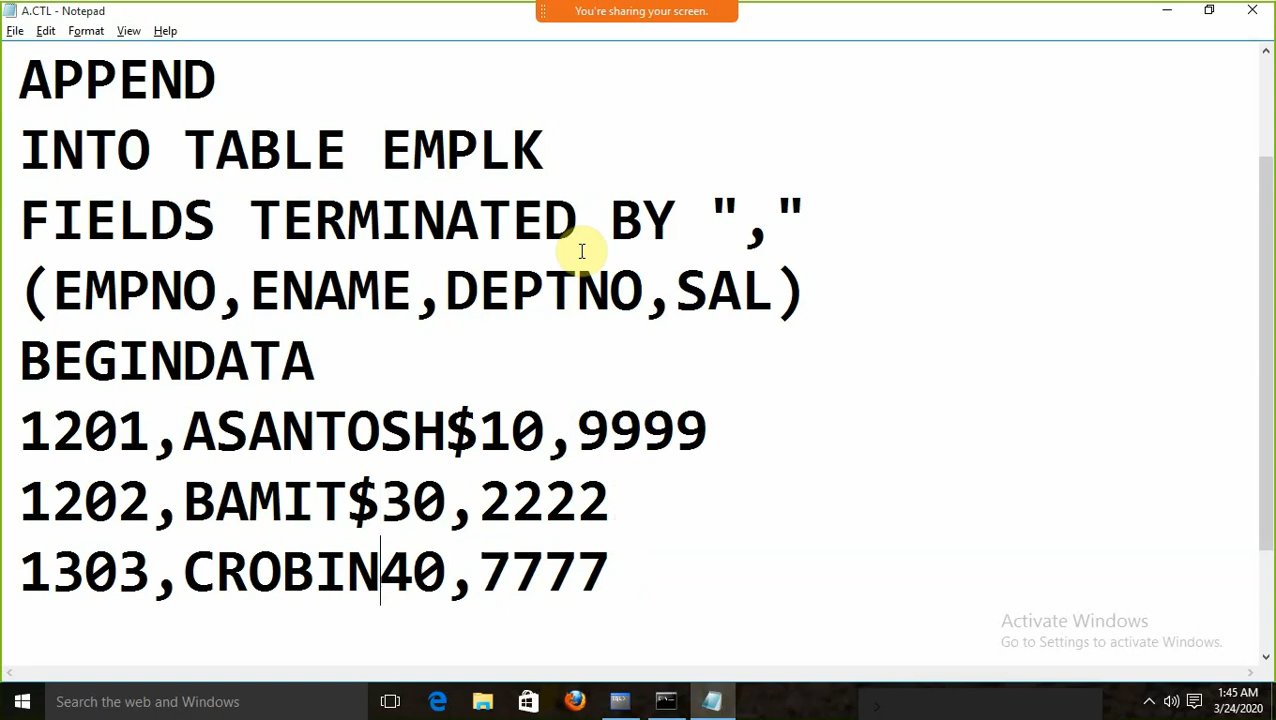 A.CTL - Notepad
You're sharing your screen.
File Edit Format View Help
APPEND
INTO TABLE EMPLK
FIELDS TERMINATED BY ","
(EMPNO,ENAME,DEPTNO,SAL)
BEGINDATA
1201,ASANTOSH$10,9999
1202,BAMIT$30,2222
1303,CROBIN40,7777
Activate Windows
Go to Settings to activate Windows.
Search the web and Windows
1:45 AM
3/24/2020